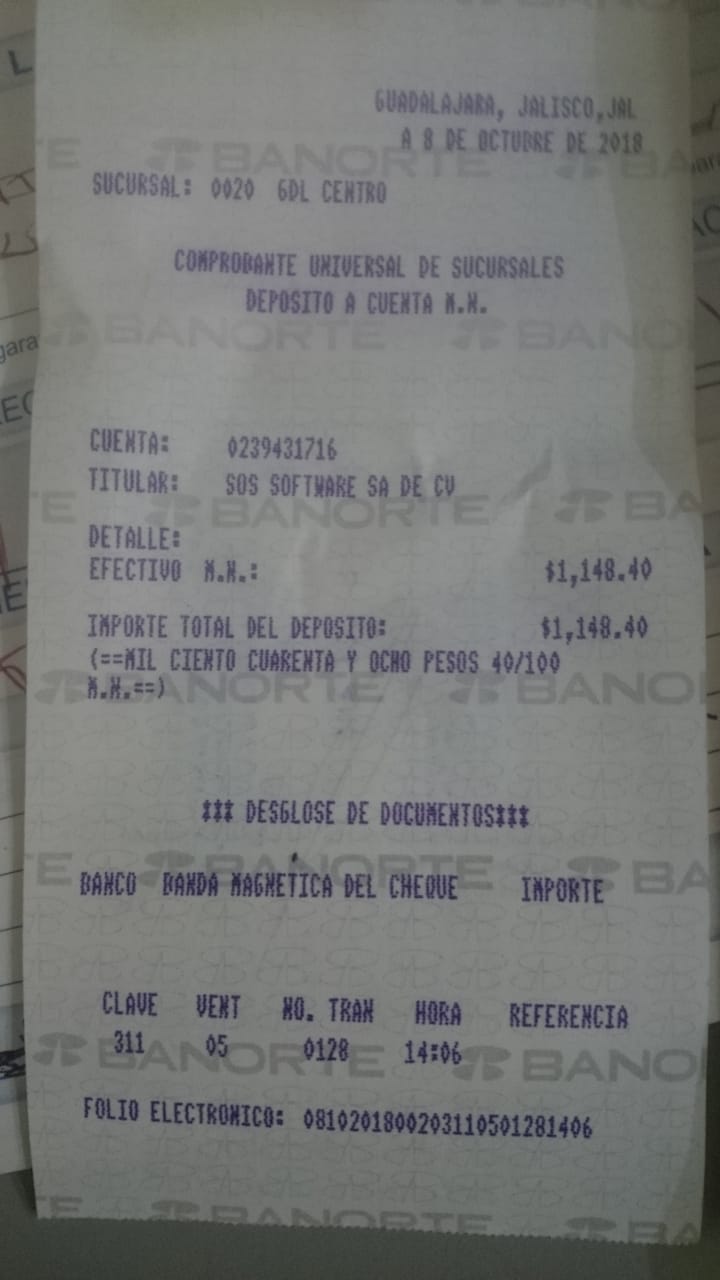 GUADALAJARA, JALISCO,JAL
A 8 DE OCTUBRE DE 2018
SUCURSAL: 0020 GDL CENTRO
COMPROBANTE UNIVERSAL DE SUCURSALES
DEPOSITO A CUENTA M.N.
CUENTA: 0239431716
TITULAR: SOS SOFTWARE SA DE CV
DETALLE:
EFECTIVO M.N.: $1,148.40
IMPORTE TOTAL DEL DEPOSITO: $1,148.40
(==MIL CIENTO CUARENTA Y OCHO PESOS 40/100
M.N.==)
*** DESGLOSE DE DOCUMENTOS***
BANCO BANDA MAGNETICA DEL CHEQUE IMPORTE
CLAVE VENT NO. TRAN HORA REFERENCIA
311 05 0128 14:06
FOLIO ELECTRONICO: 0810201800203110501281406
BANORTE